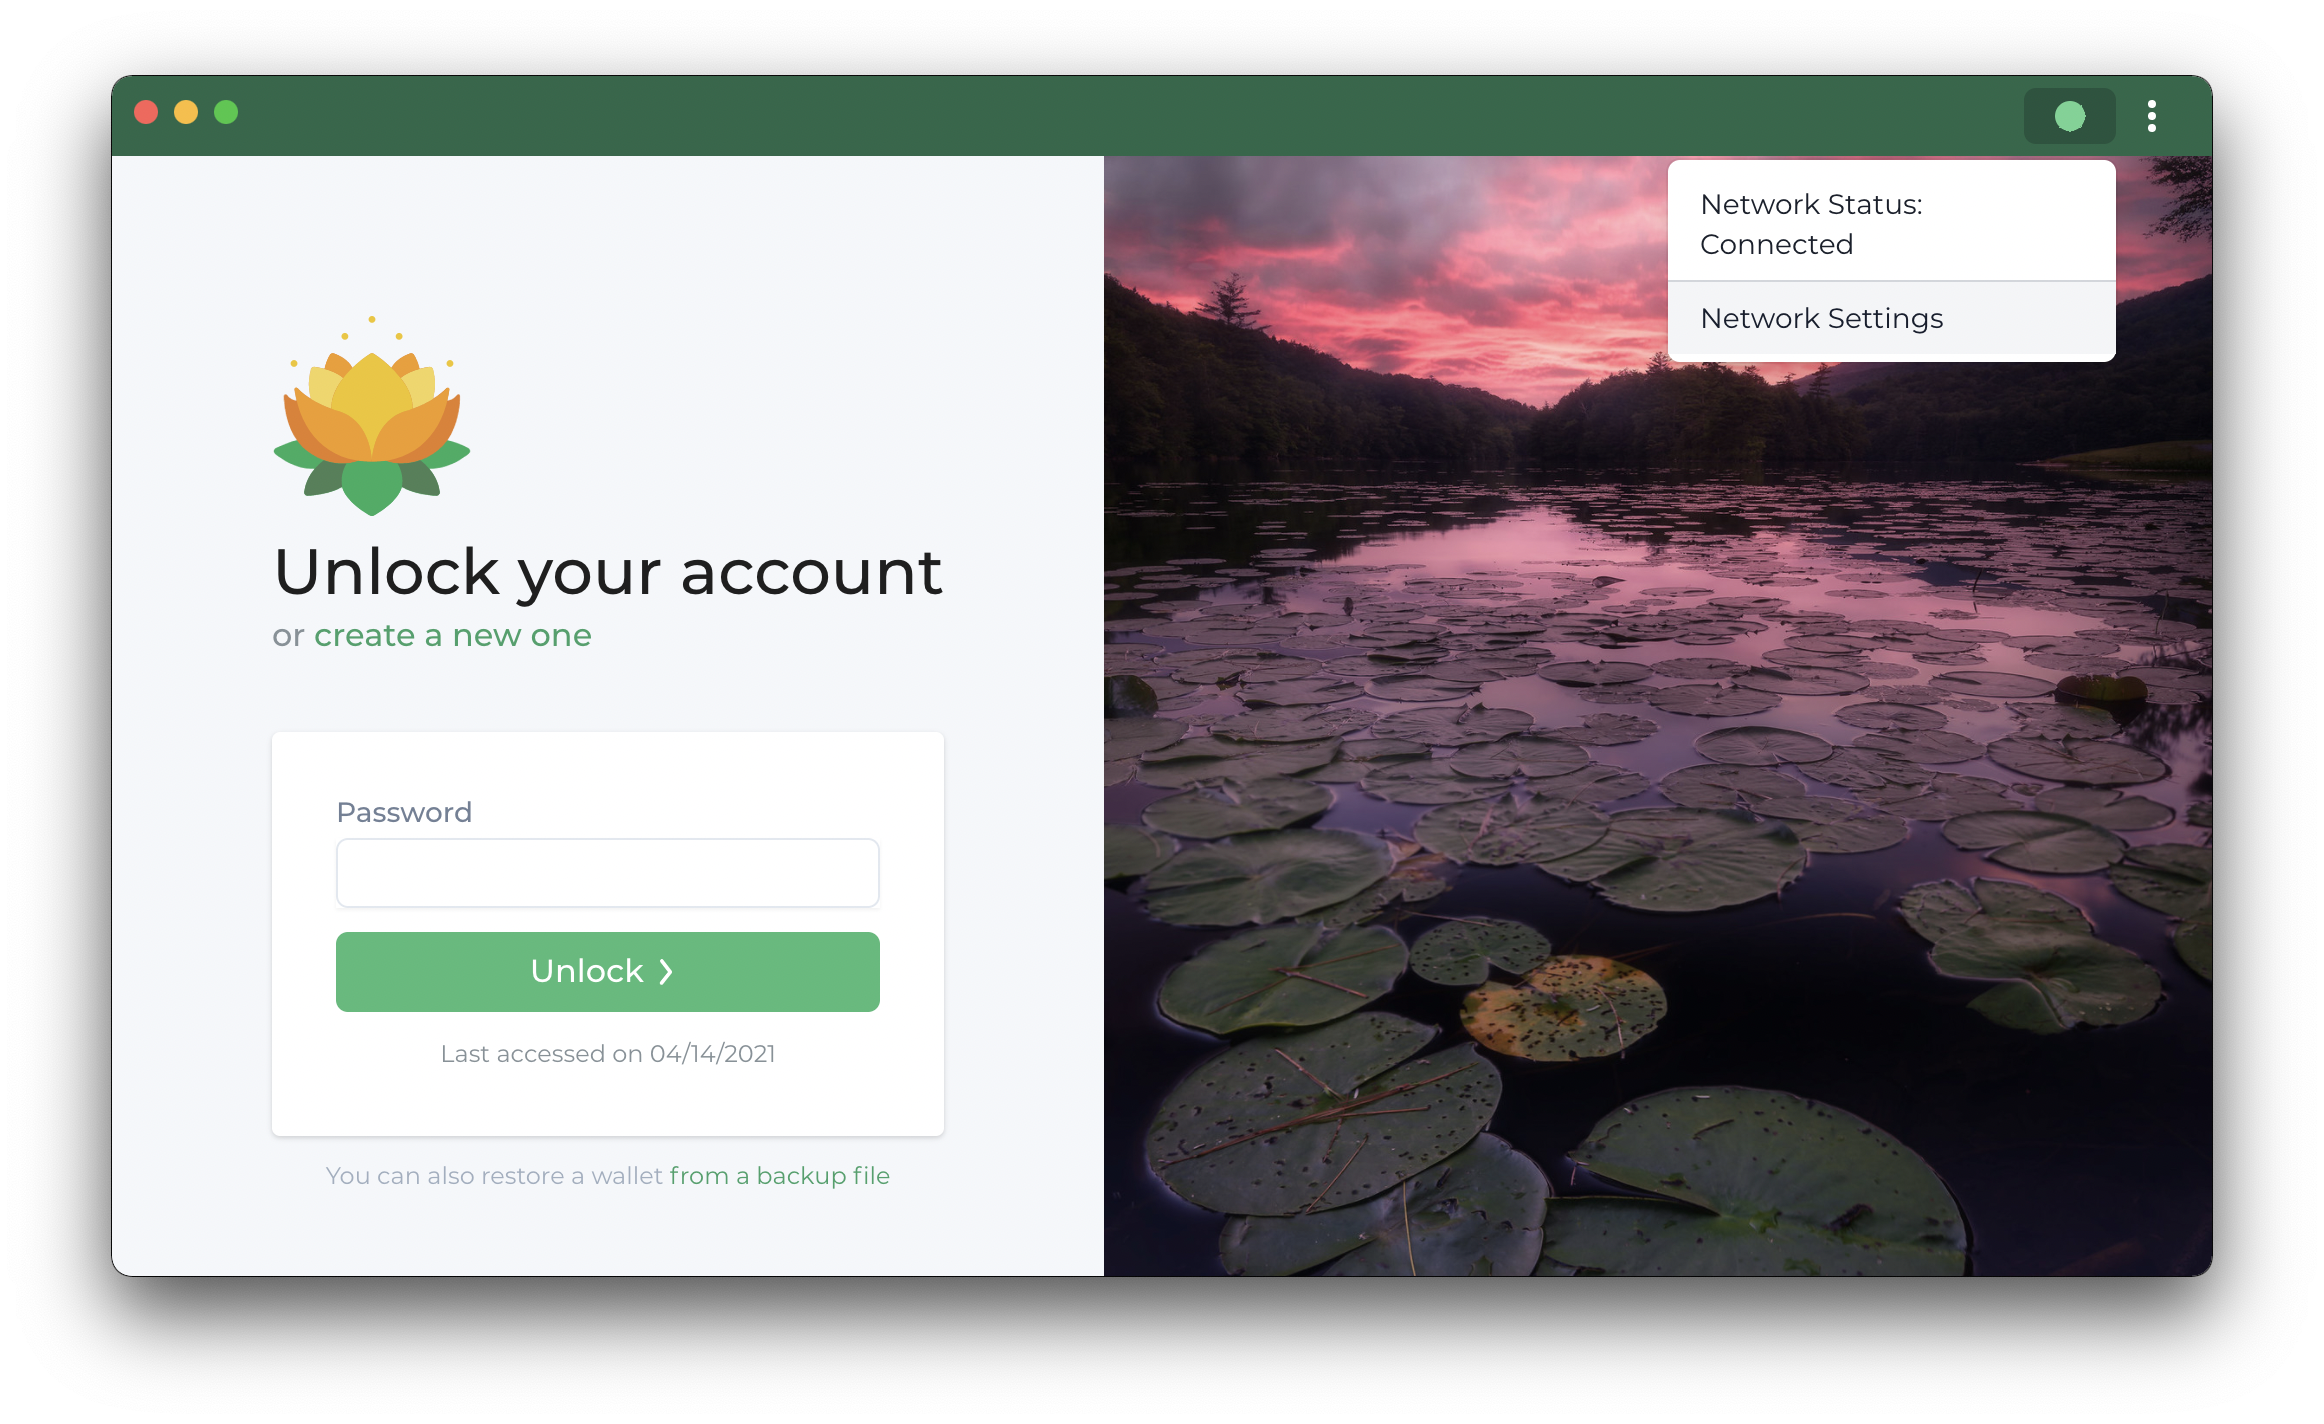 Network Status:
Connected
Network Settings
Unlock your account
or create a new one
Password
Unlock
Last accessed on 04/14/2021
You can also restore a wallet from a backup file